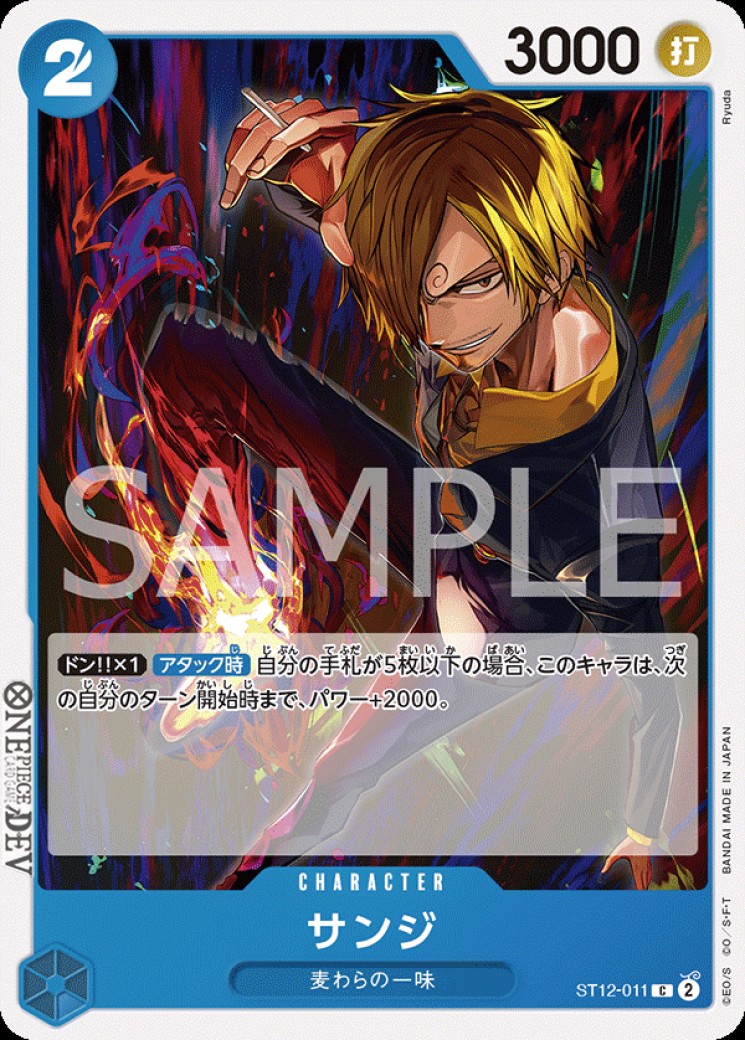 2
3000
打
Ryuda
SAMPLE
ドン!!×1 アタック時 自分の手札が5枚以下の場合、このキャラは、次
の自分のターン開始時まで、パワー+2000。
ONE PIECE
CARD GAME
DEV
BANDAI MADE IN JAPAN
©E.O/S ©O/S・F・T
CHARACTER
サンジ
麦わらの一味
ST12-011 C 2